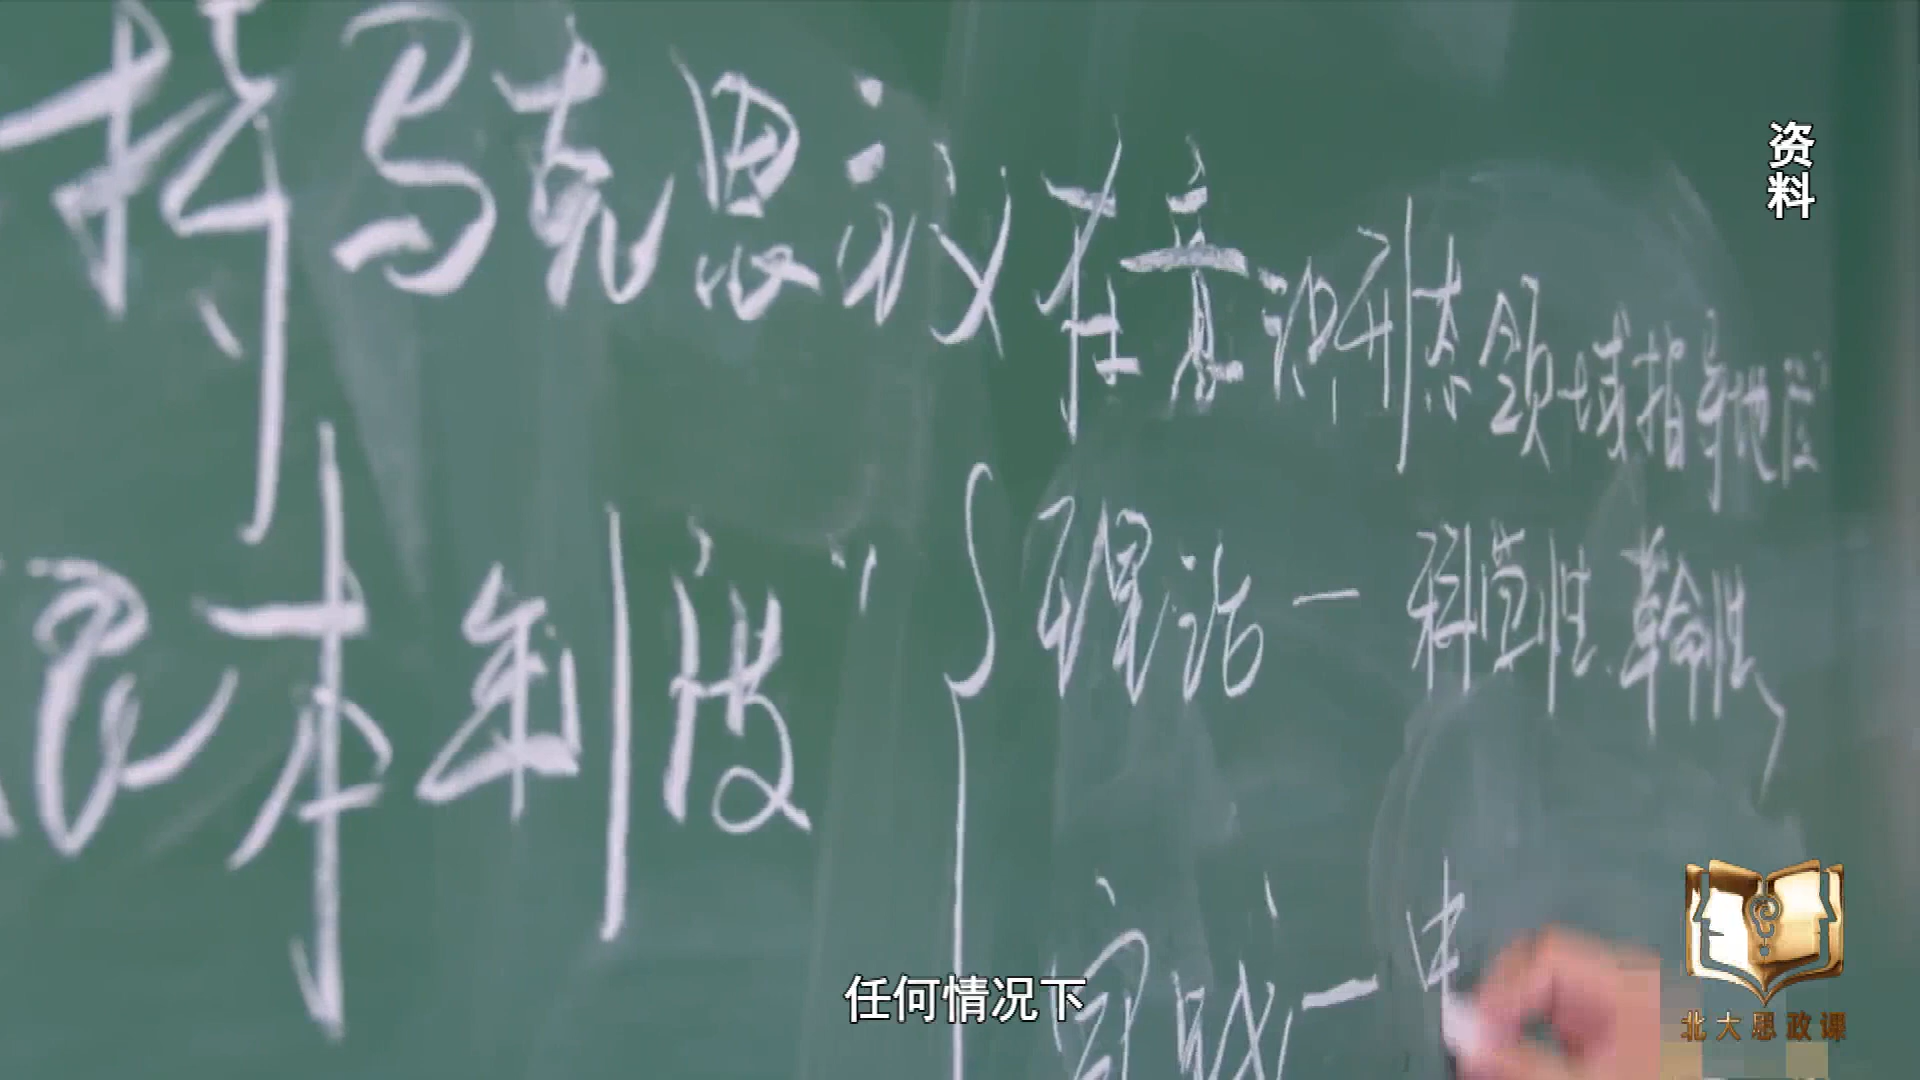 持马克思主义在意识形态领域指导地位
根本制度”
理论一科学性、革命性
实践一中
资料
任何情况下
北大思政课